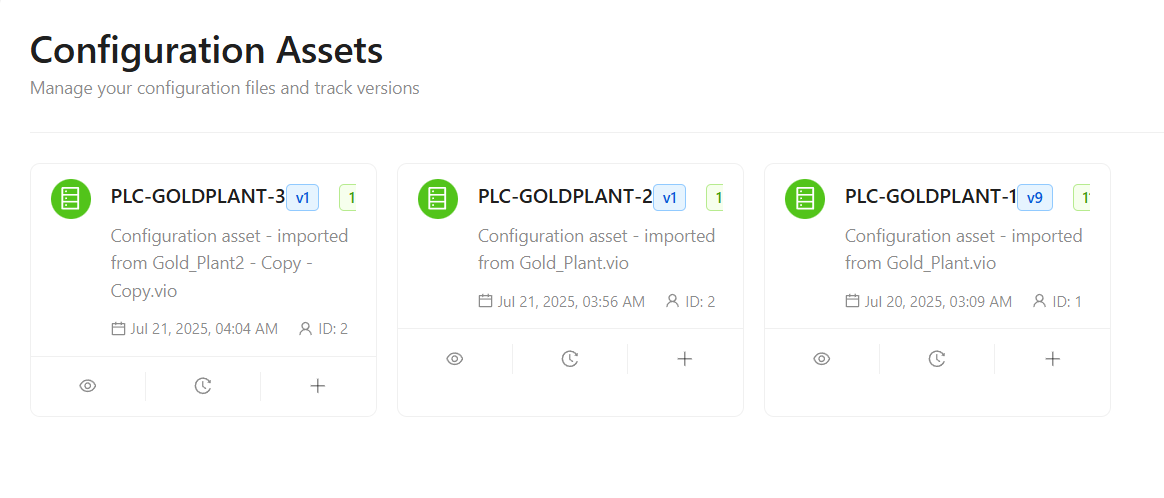 Configuration Assets
Manage your configuration files and track versions
PLC-GOLDPLANT-3 v1 1
Configuration asset - imported
from Gold_Plant2 - Copy -
Copy.vio
Jul 21, 2025, 04:04 AM ID: 2
PLC-GOLDPLANT-2 v1 1
Configuration asset - imported
from Gold_Plant.vio
Jul 21, 2025, 03:56 AM ID: 2
PLC-GOLDPLANT-1 v9
Configuration asset - imported
from Gold_Plant.vio
Jul 20, 2025, 03:09 AM ID: 1